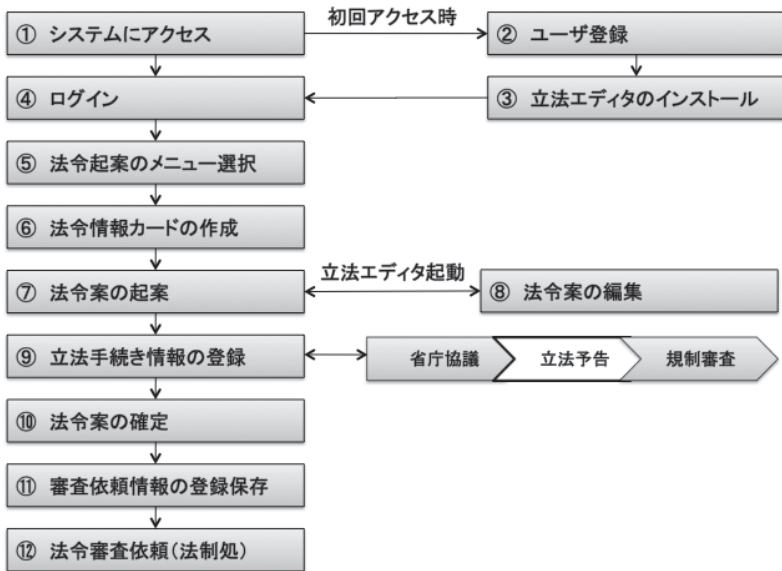 ① システムにアクセス
初回アクセス時
② ユーザ登録
③ 立法エディタのインストール
④ ログイン
⑤ 法令起案のメニュー選択
⑥ 法令情報カードの作成
⑦ 法令案の起案
立法エディタ起動
⑧ 法令案の編集
⑨ 立法手続き情報の登録
省庁協議
立法予告
規制審査
⑩ 法令案の確定
⑪ 審査依頼情報の登録保存
⑫ 法令審査依頼(法制処)